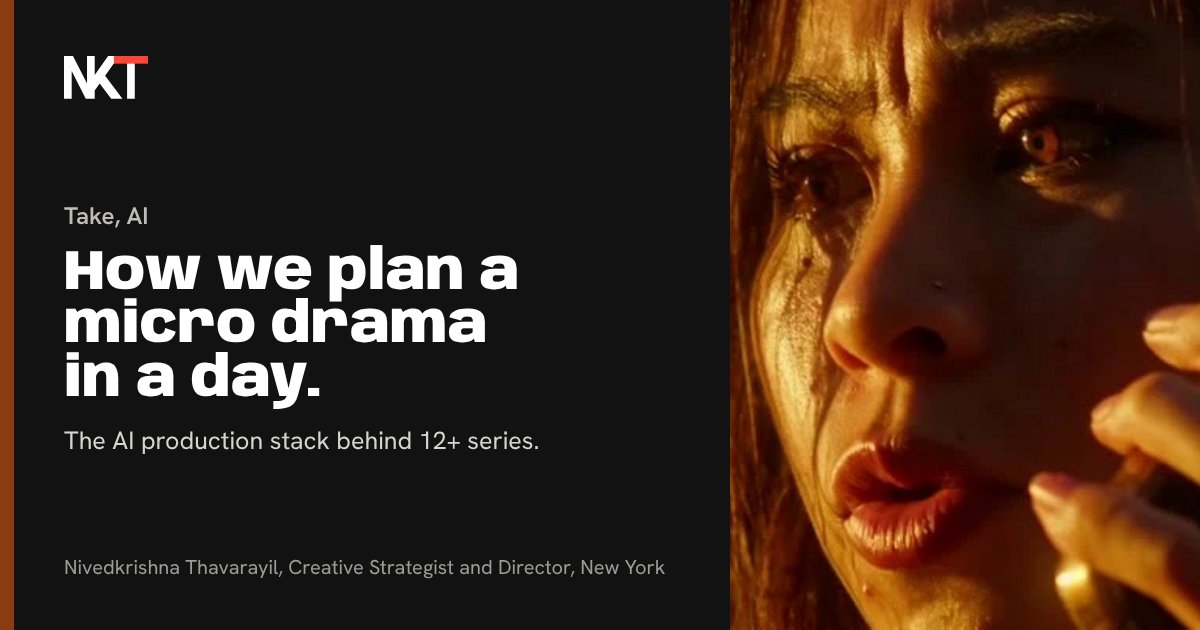 NKT
Take, AI
How we plan a
micro drama
in a day.
The AI production stack behind 12+ series.
Nivedkrishna Thavarayil, Creative Strategist and Director, New York